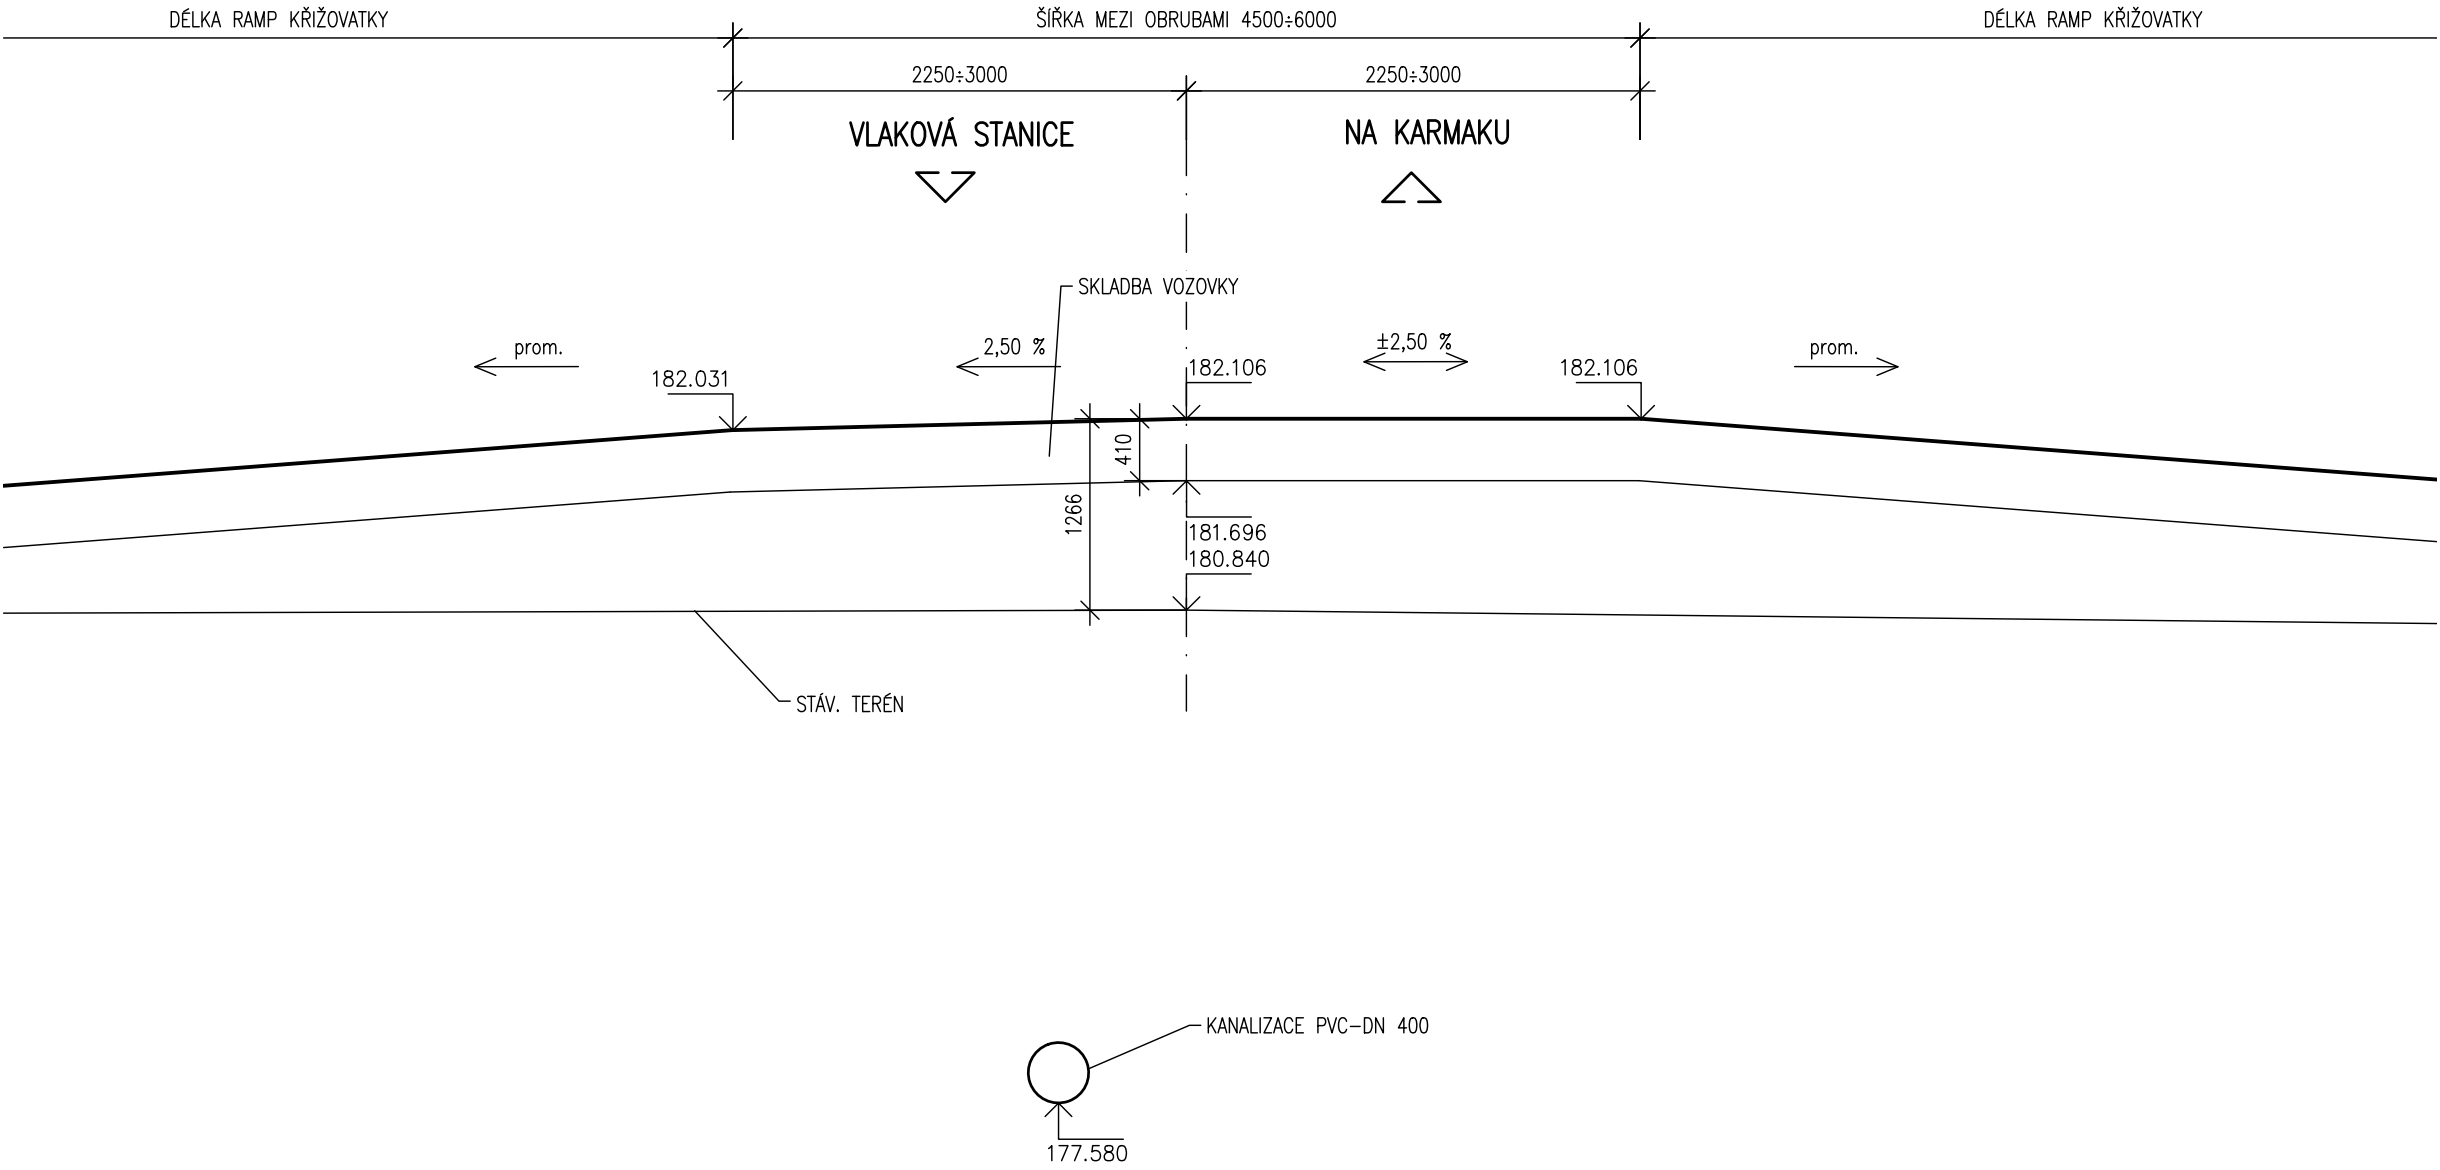 DÉLKA RAMP KŘIŽOVATKY
ŠÍŘKA MEZI OBRUBAMI 4500÷6000
DÉLKA RAMP KŘIŽOVATKY
2250÷3000
2250÷3000
VLAKOVÁ STANICE
NA KARMAKU
SKLADBA VOZOVKY
prom.
2,50 %
±2,50 %
prom.
182.031
182.106
182.106
410
1266
181.696
180.840
STÁV. TERÉN
KANALIZACE PVC-DN 400
177.580